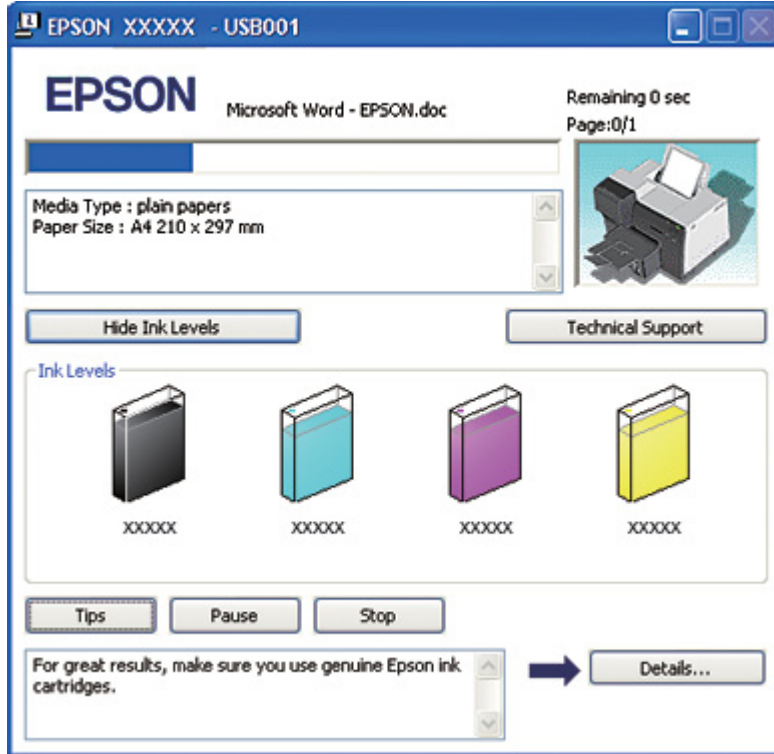 EPSON XXXXX - USB001
EPSON
Microsoft Word - EPSON.doc
Remaining 0 sec
Page:0/1
Media Type : plain papers
Paper Size : A4 210 x 297 mm
Hide Ink Levels
Technical Support
Ink Levels
XXXXX
XXXXX
XXXXX
XXXXX
Tips
Pause
Stop
For great results, make sure you use genuine Epson ink
cartridges.
Details...